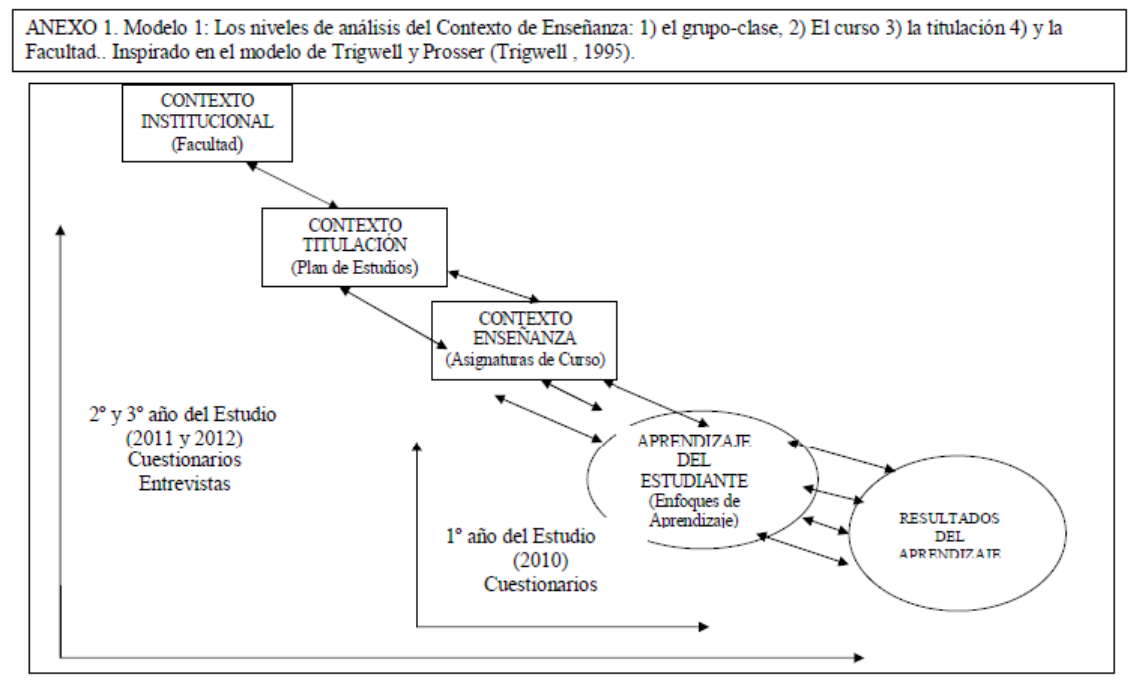 ANEXO 1. Modelo 1: Los niveles de análisis del Contexto de Enseñanza: 1) el grupo-clase, 2) El curso 3) la titulación 4) y la
Facultad.. Inspirado en el modelo de Trigwell y Prosser (Trigwell , 1995).
CONTEXTO
INSTITUCIONAL
(Facultad)
CONTEXTO
TITULACIÓN
(Plan de Estudios)
CONTEXTO
ENSEÑANZA
(Asignaturas de Curso)
2º y 3º año del Estudio
(2011 y 2012)
Cuestionarios
Entrevistas
APRENDIZAJE
DEL
ESTUDIANTE
(Enfoques de
Aprendizaje)
1º año del Estudio
(2010)
Cuestionarios
RESULTADOS
DEL
APRENDIZAJE